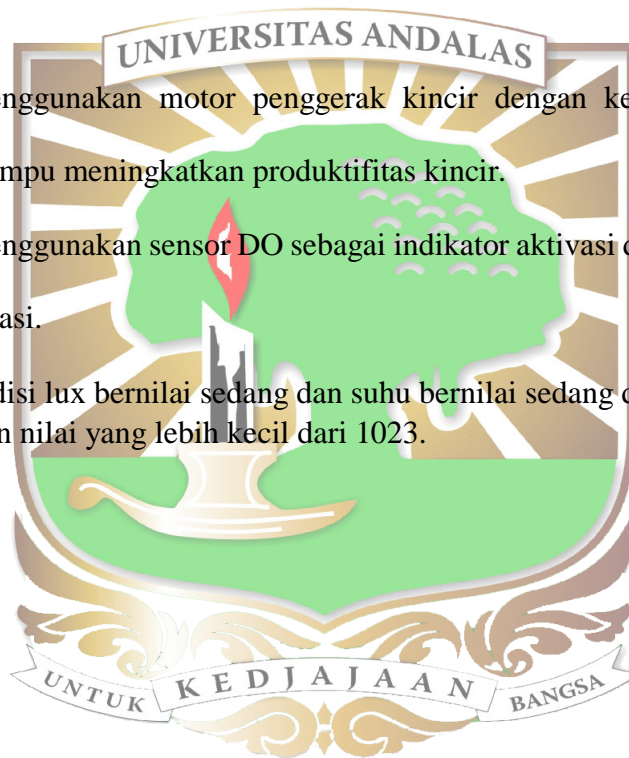 UNIVERSITAS ANDALAS
enggunakan motor penggerak kincir dengan ke
mpu meningkatkan produktifitas kincir.
enggunakan sensor DO sebagai indikator aktivasi d
asi.
disi lux bernilai sedang dan suhu bernilai sedang d
n nilai yang lebih kecil dari 1023.
UNTUK KEDJAJAAN BANGSA